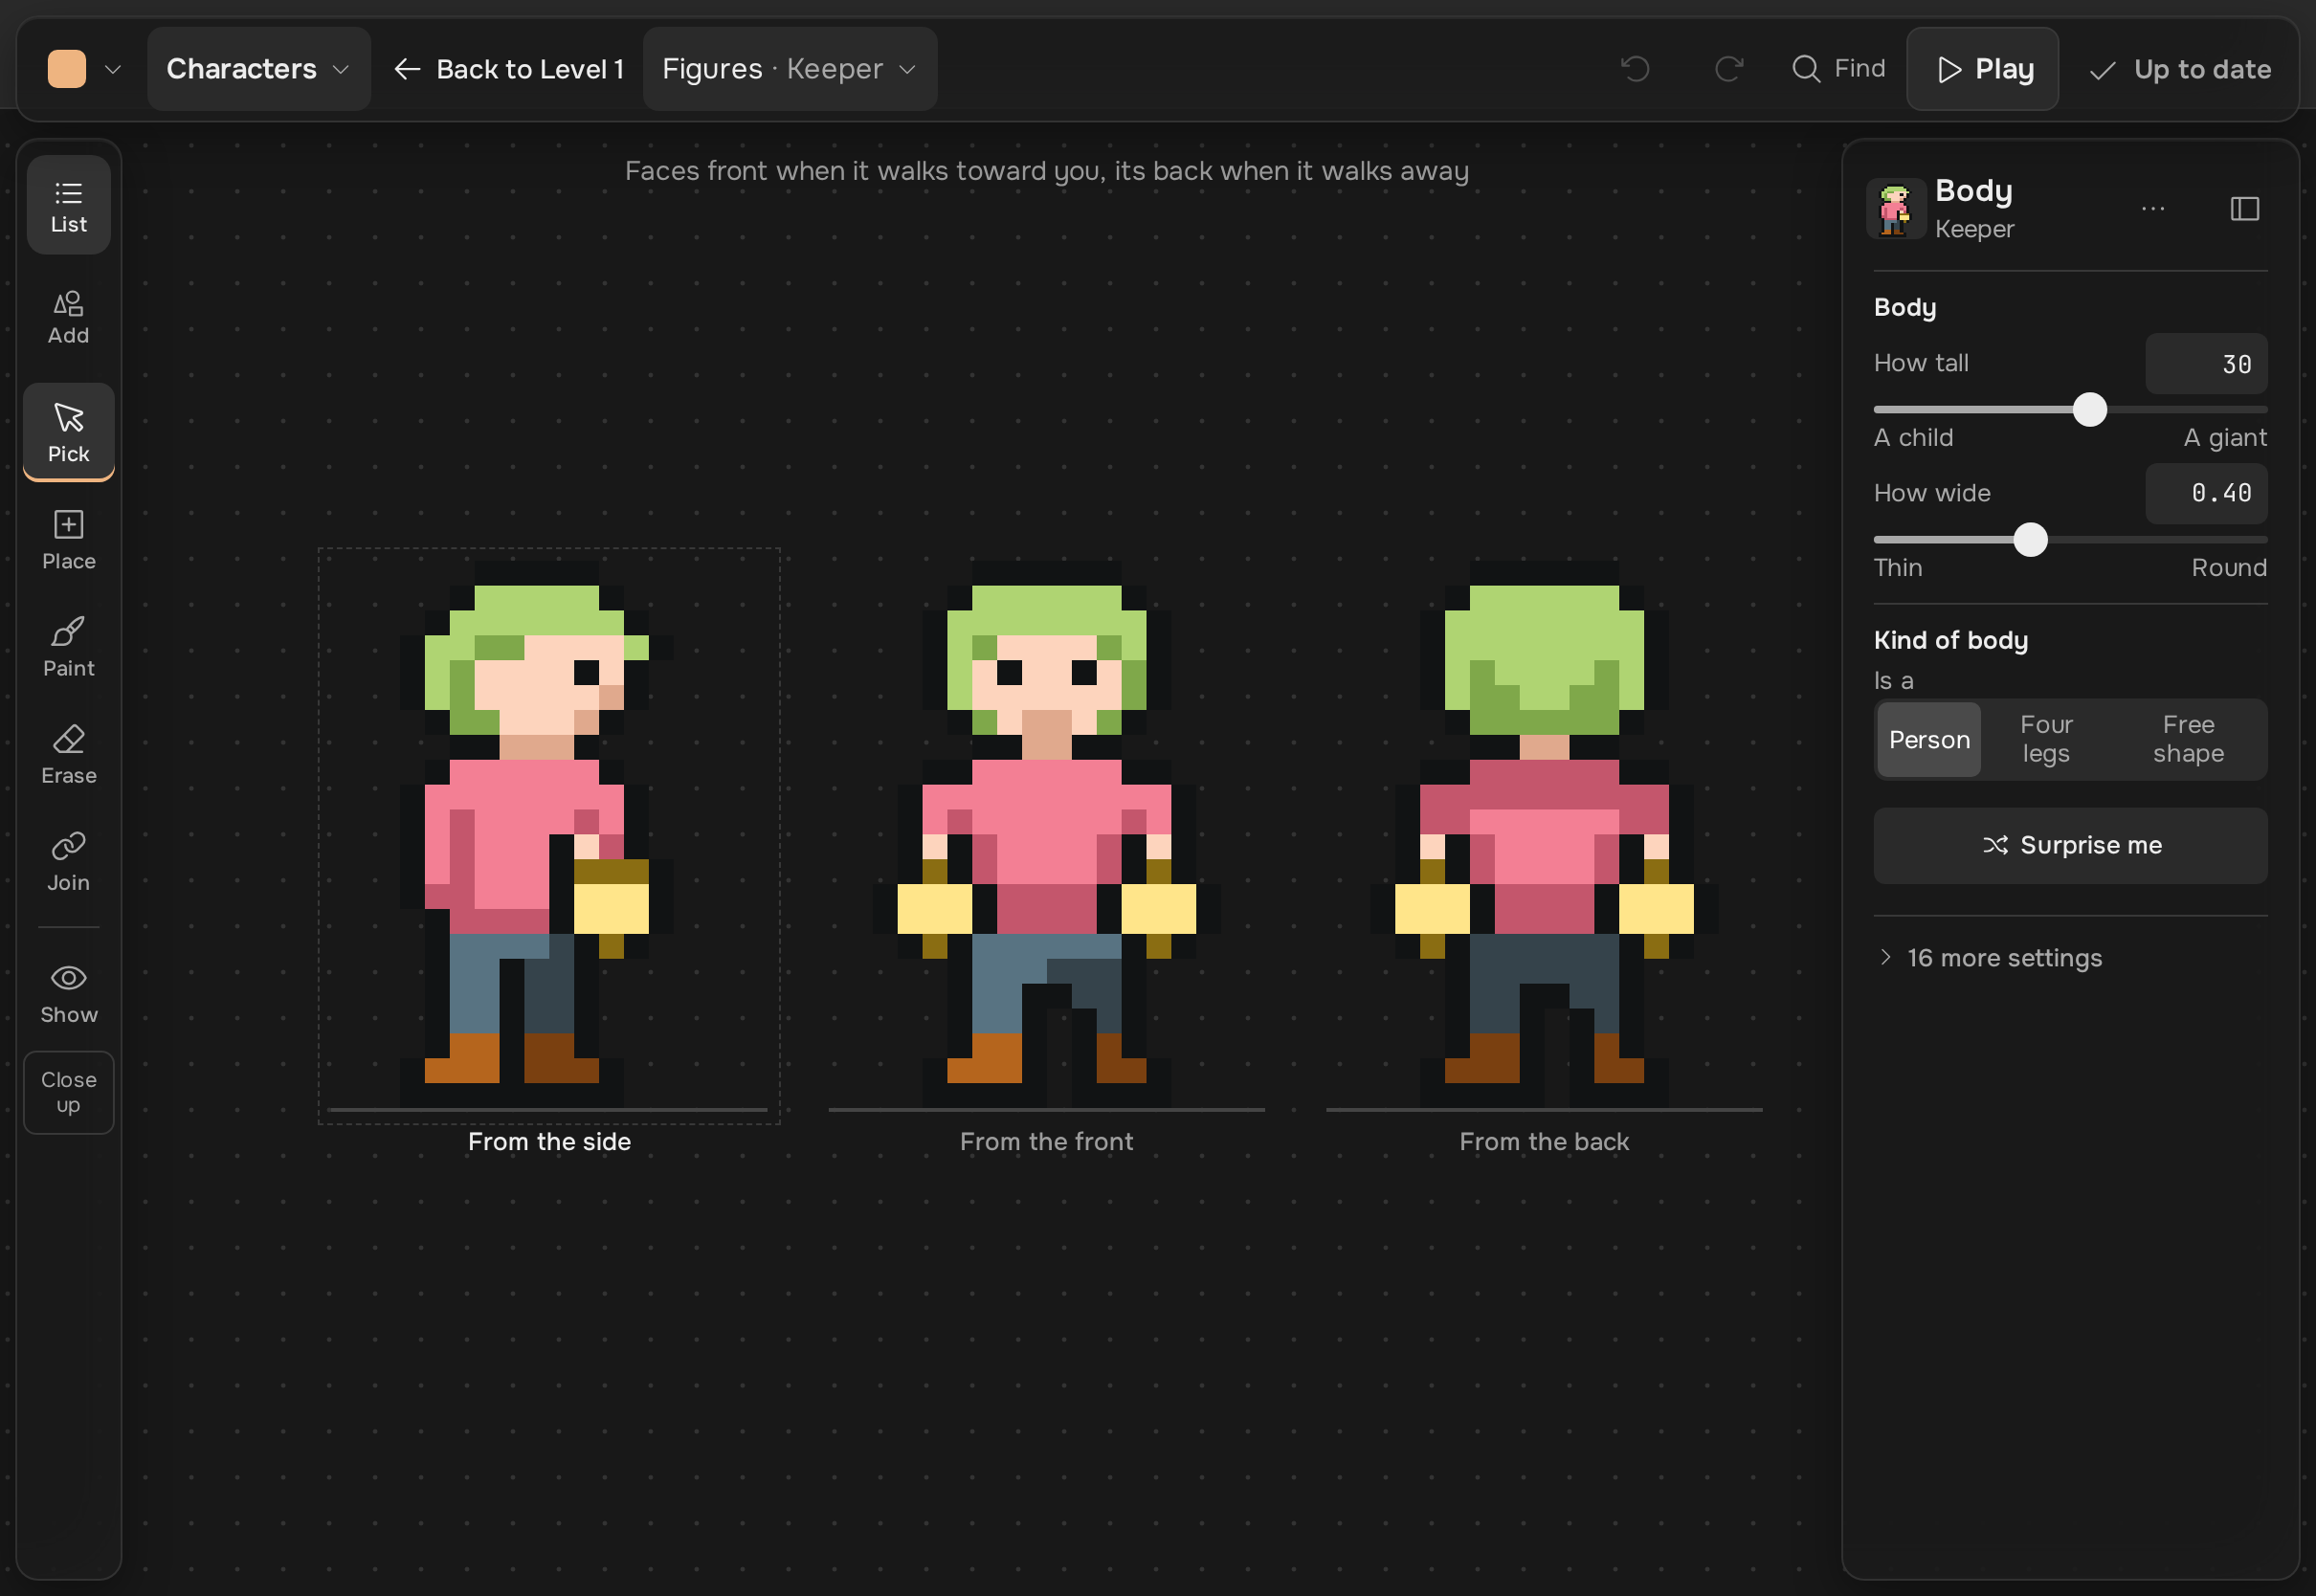 Characters
Back to Level 1
Figures · Keeper
Find
Play
Up to date
List
Add
Pick
Place
Paint
Erase
Join
Show
Close
up
Faces front when it walks toward you, its back when it walks away
From the side
From the front
From the back
Body
Keeper
Body
How tall
30
A child
A giant
How wide
0.40
Thin
Round
Kind of body
Is a
Person
Four
legs
Free
shape
Surprise me
16 more settings